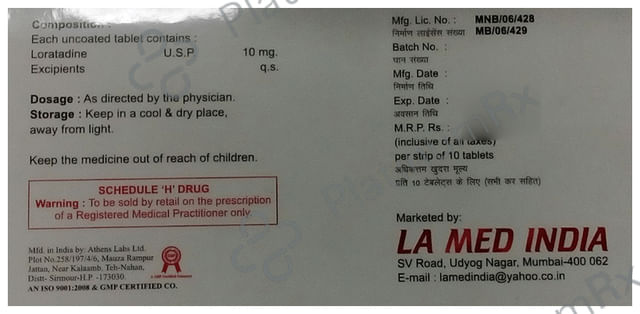 Composition :
Each uncoated tablet contains :
Loratadine U.S.P. 10 mg.
Excipients q.s.
Dosage : As directed by the physician.
Storage : Keep in a cool & dry place,
away from light.
Keep the medicine out of reach of children.
SCHEDULE 'H' DRUG
Warning : To be sold by retail on the prescription
of a Registered Medical Practitioner only.
Mfd. in India by: Athens Labs Ltd.
Plot No.258/197/4/6, Mauza Rampur
Jattan, Near Kalaamb, Teh-Nahan,
Distt- Sirmour-H.P. -173030.
AN ISO 9001:2008 & GMP CERTIFIED CO.
Mfg. Lic. No. : MNB/06/428
निर्माण लाईसेंस संख्या MB/06/429
Batch No. :
घान संख्या
Mfg. Date :
निर्माण तिथि
Exp. Date :
अवसान तिथि
M.R.P. Rs. :
(inclusive of all taxes)
per strip of 10 tablets
अधिकत्तम खुदरा मूल्य
प्रति 10 टेबलेट्स के लिए (सभी कर सहित)
Marketed by:
LA MED INDIA
SV Road, Udyog Nagar, Mumbai-400 062
E-mail : lamedindia@yahoo.co.in